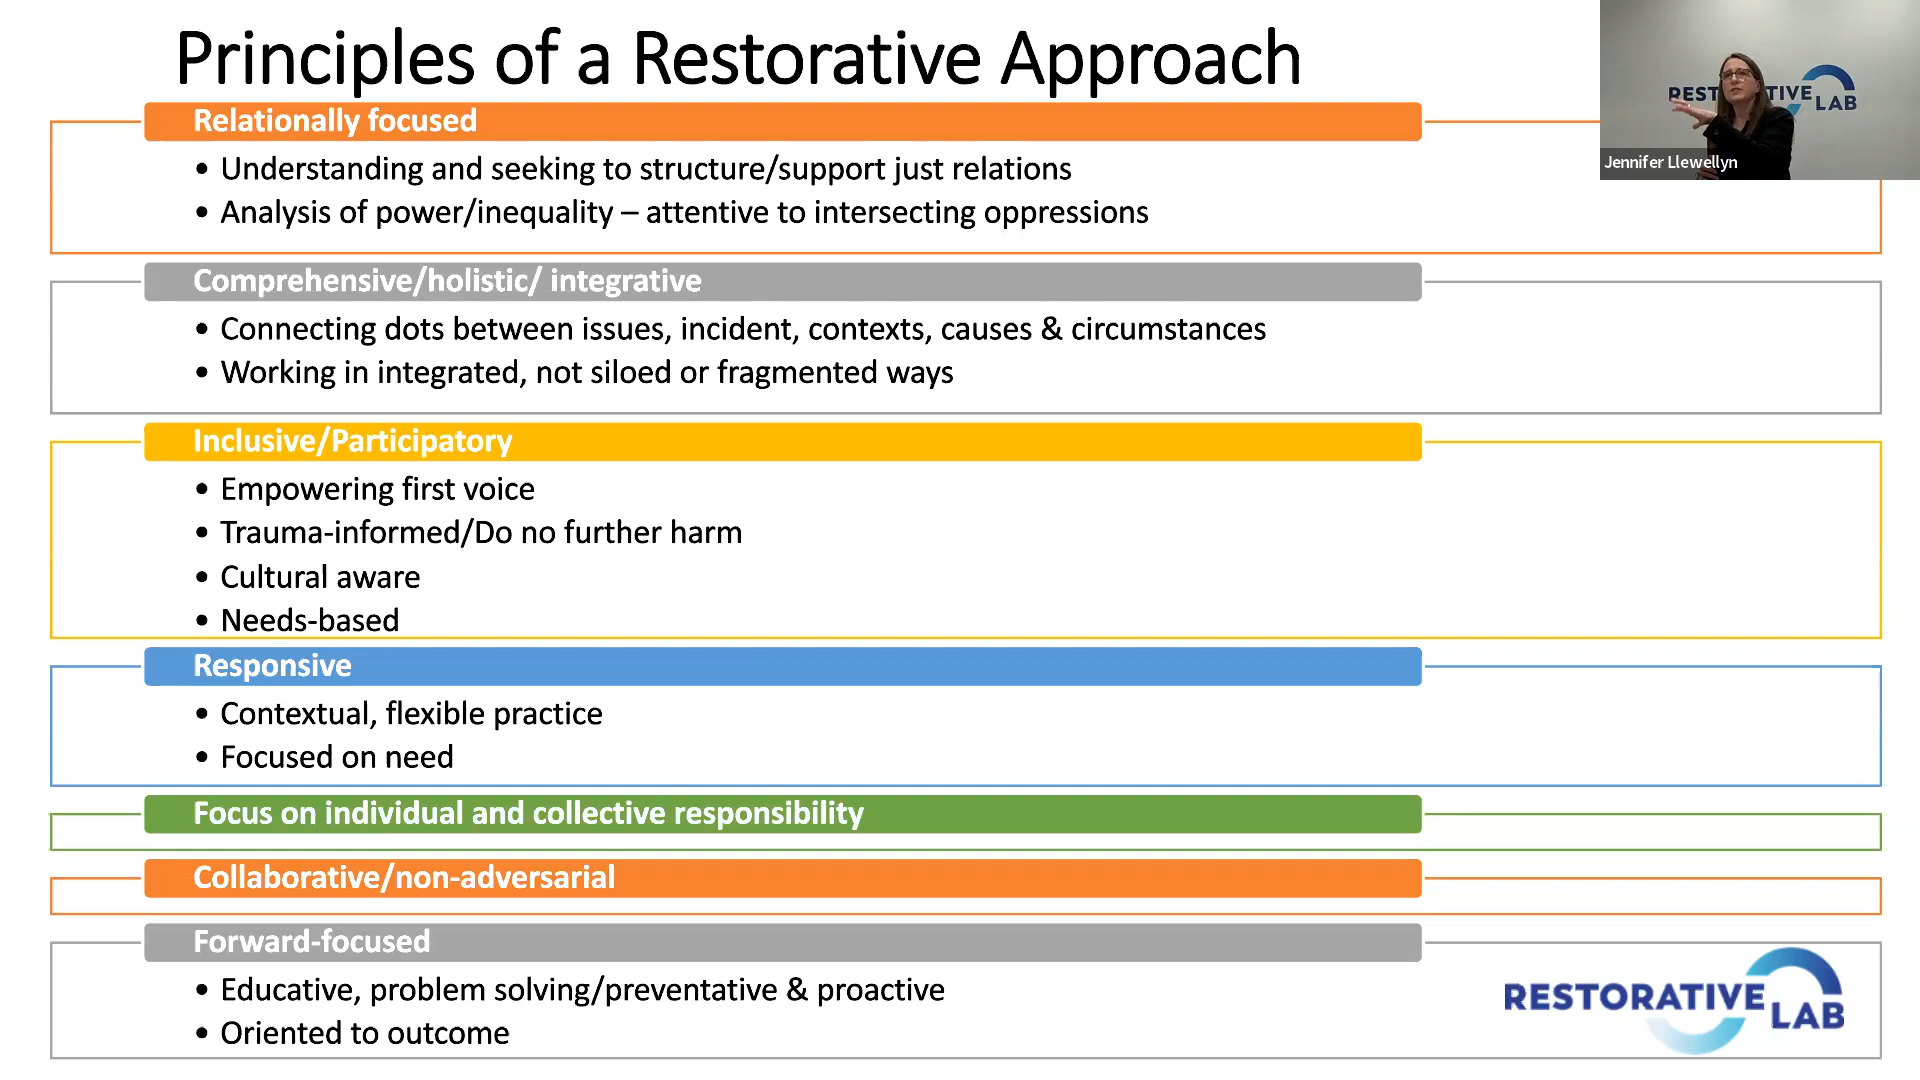 Principles of a Restorative Approach
RESTORATIVE
LAB
Jennifer Llewellyn
Relationally focused
• Understanding and seeking to structure/support just relations
• Analysis of power/inequality – attentive to intersecting oppressions
Comprehensive/holistic/ integrative
• Connecting dots between issues, incident, contexts, causes & circumstances
• Working in integrated, not siloed or fragmented ways
Inclusive/Participatory
• Empowering first voice
• Trauma-informed/Do no further harm
• Cultural aware
• Needs-based
Responsive
• Contextual, flexible practice
• Focused on need
Focus on individual and collective responsibility
Collaborative/non-adversarial
Forward-focused
• Educative, problem solving/preventative & proactive
• Oriented to outcome
RESTORATIVE
LAB